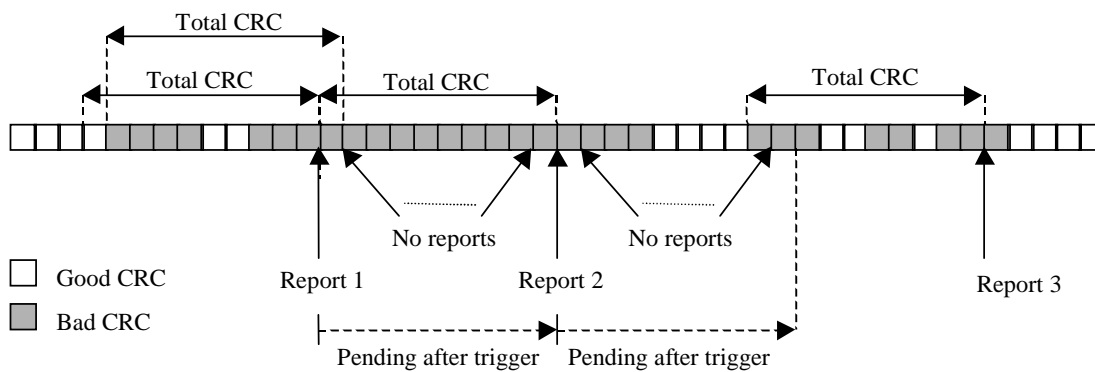 Total CRC
Total CRC
Total CRC
Total CRC
No reports
No reports
Good CRC
Bad CRC
Report 1
Report 2
Report 3
Pending after trigger
Pending after trigger